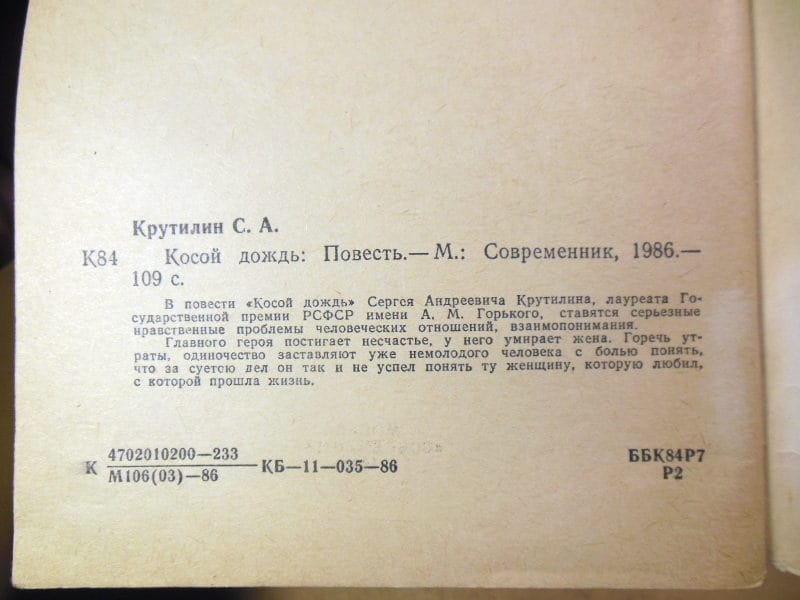 Крутилин С. А.
К84 Косой дождь: Повесть.— М.: Современник, 1986.—
109 с.
В повести «Косой дождь» Сергея Андреевича Крутилина, лауреата Го-
сударственной премии РСФСР имени А. М. Горького, ставятся серьезные
нравственные проблемы человеческих отношений, взаимопонимания.
Главного героя постигает несчастье, у него умирает жена. Горечь ут-
раты, одиночество заставляют уже немолодого человека с болью понять,
что за суетою дел он так и не успел понять ту женщину, которую любил,
с которой прошла жизнь.
К 4702010200—233
М106(03)—86
КБ—11—035—86
ББК84Р7
Р2